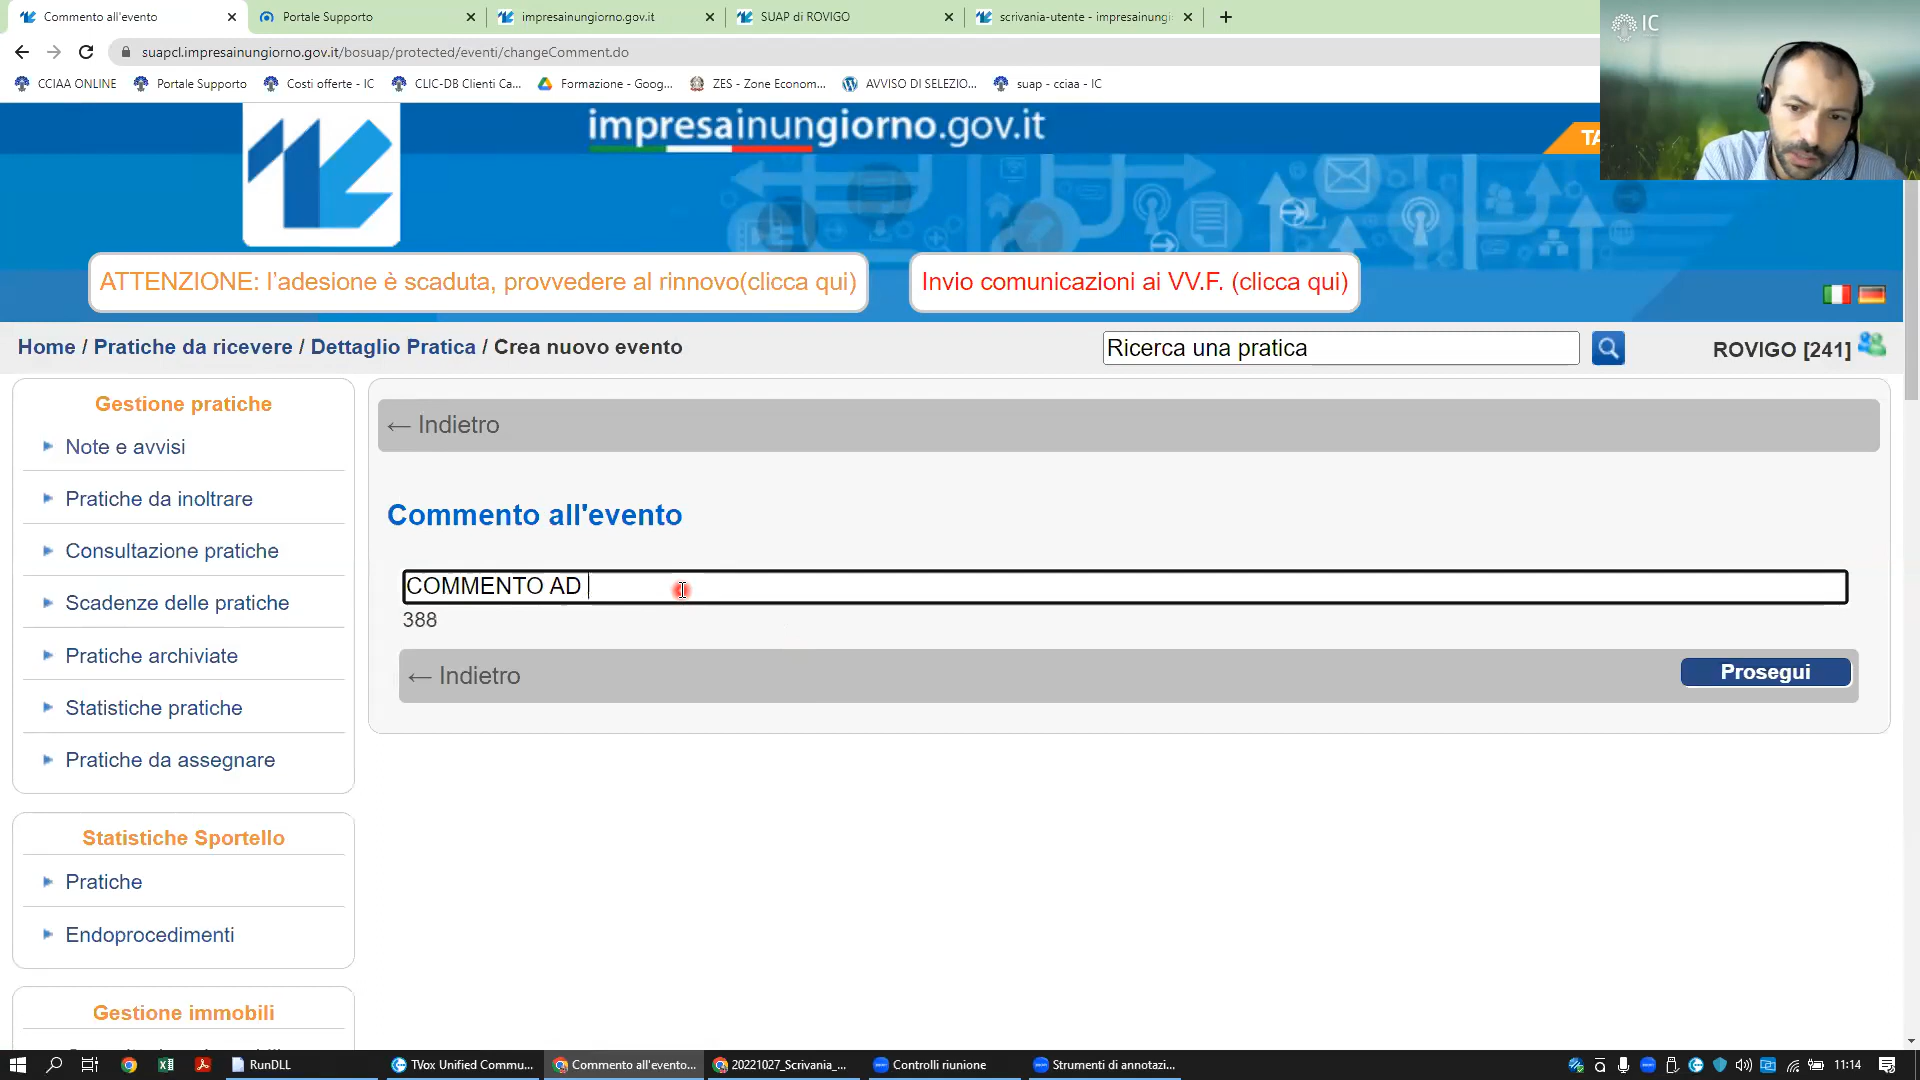 Commento all'evento
Portale Supporto
impresainungiorno.gov.it
SUAP di ROVIGO
scrivania-utente - impresainungi
suapcl.impresainungiorno.gov.it/bosuap/protected/eventi/changeComment.do
CCIAA ONLINE
Portale Supporto
Costi offerte - IC
CLIC-DB Clienti Ca...
Formazione - Goog...
ZES - Zone Econom...
AVVISO DI SELEZIO...
suap - cciaa - IC
IC
impresainungiorno.gov.it
TA
ATTENZIONE: l'adesione è scaduta, provvedere al rinnovo(clicca qui)
Invio comunicazioni ai VV.F. (clicca qui)
Home / Pratiche da ricevere / Dettaglio Pratica / Crea nuovo evento
Ricerca una pratica
ROVIGO [241]
Gestione pratiche
Note e avvisi
Pratiche da inoltrare
Consultazione pratiche
Scadenze delle pratiche
Pratiche archiviate
Statistiche pratiche
Pratiche da assegnare
Statistiche Sportello
Pratiche
Endoprocedimenti
Gestione immobili
← Indietro
Commento all'evento
COMMENTO AD
388
← Indietro
Prosegui
RunDLL
TVox Unified Commu...
Commento all'evento...
20221027_Scrivania_...
Controlli riunione
Strumenti di annotazi...
11:14